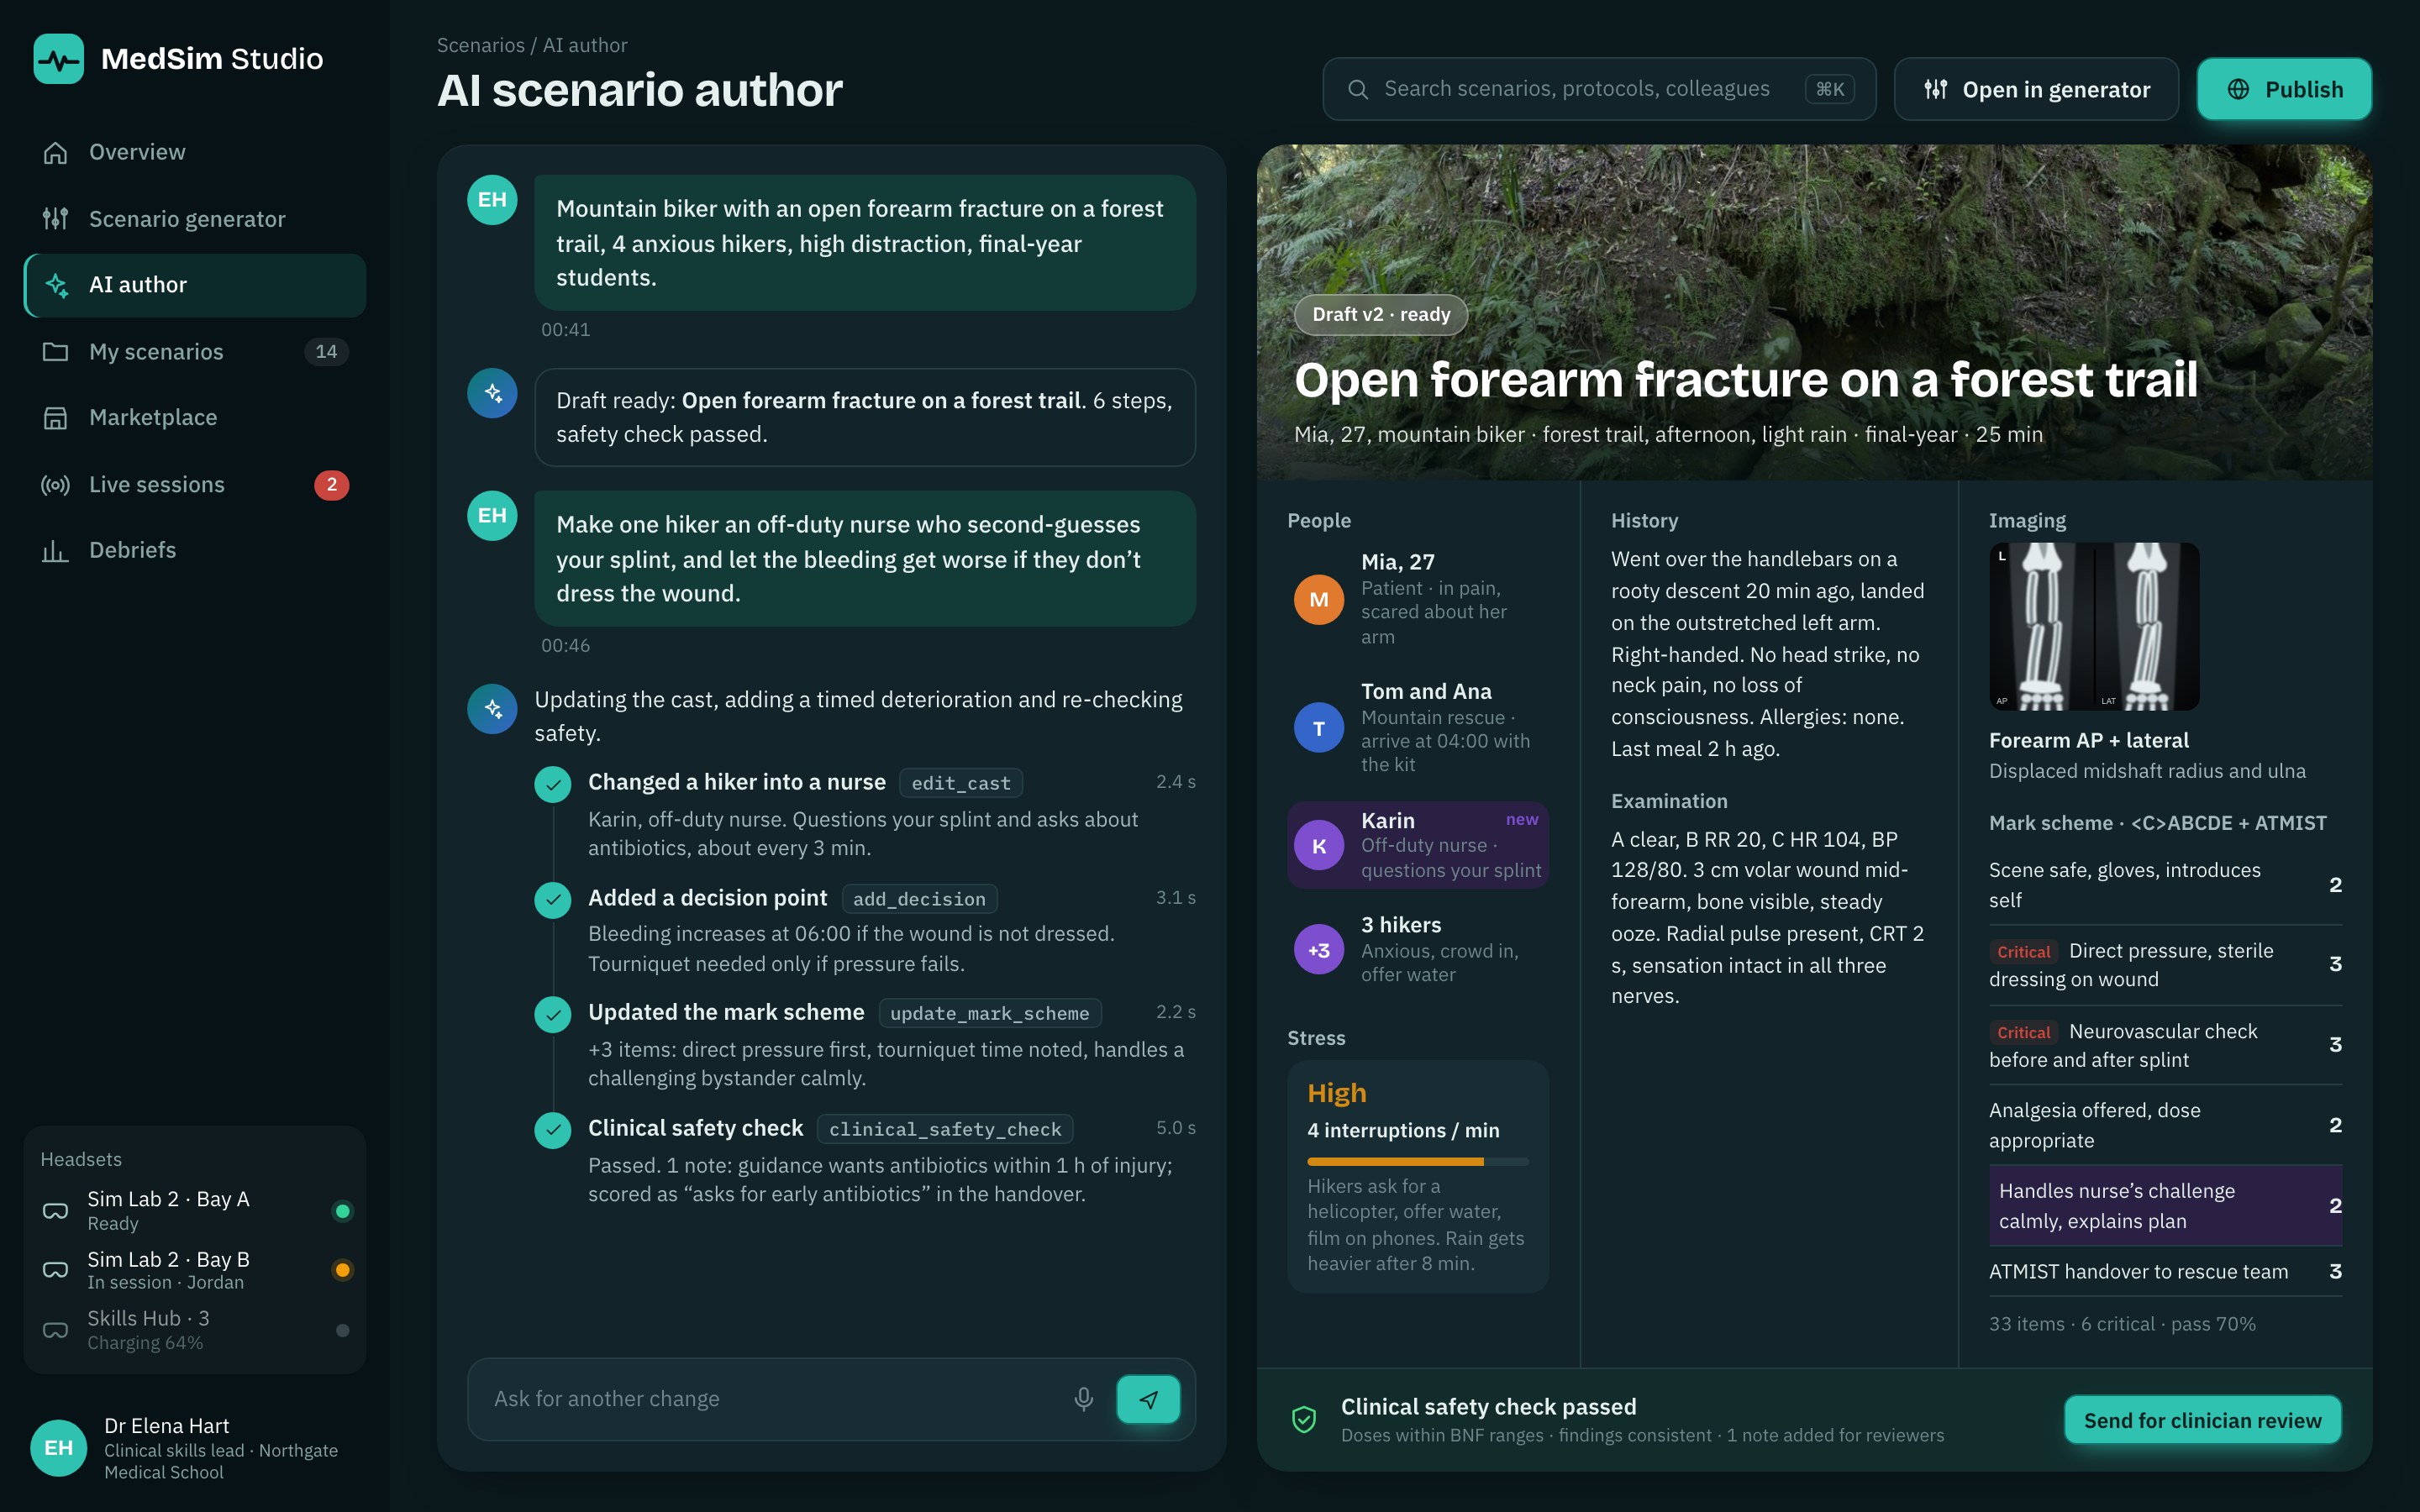 MedSim Studio
Overview
Scenario generator
AI author
My scenarios
14
Marketplace
Live sessions
2
Debriefs
Headsets
Sim Lab 2 · Bay A
Ready
Sim Lab 2 · Bay B
In session · Jordan
Skills Hub · 3
Charging 64%
EH
Dr Elena Hart
Clinical skills lead · Northgate
Medical School
Scenarios / AI author
AI scenario author
Search scenarios, protocols, colleagues
⌘K
Open in generator
Publish
EH
Mountain biker with an open forearm fracture on a forest
trail, 4 anxious hikers, high distraction, final-year
students.
00:41
Draft ready: Open forearm fracture on a forest trail. 6 steps,
safety check passed.
EH
Make one hiker an off-duty nurse who second-guesses
your splint, and let the bleeding get worse if they don’t
dress the wound.
00:46
Updating the cast, adding a timed deterioration and re-checking
safety.
Changed a hiker into a nurse edit_cast 2.4 s
Karin, off-duty nurse. Questions your splint and asks about
antibiotics, about every 3 min.
Added a decision point add_decision 3.1 s
Bleeding increases at 06:00 if the wound is not dressed.
Tourniquet needed only if pressure fails.
Updated the mark scheme update_mark_scheme 2.2 s
+3 items: direct pressure first, tourniquet time noted, handles a
challenging bystander calmly.
Clinical safety check clinical_safety_check 5.0 s
Passed. 1 note: guidance wants antibiotics within 1 h of injury;
scored as “asks for early antibiotics” in the handover.
Ask for another change
Draft v2 · ready
Open forearm fracture on a forest trail
Mia, 27, mountain biker · forest trail, afternoon, light rain · final-year · 25 min
People
M
Mia, 27
Patient · in pain,
scared about her
arm
T
Tom and Ana
Mountain rescue ·
arrive at 04:00 with
the kit
K
Karin new
Off-duty nurse ·
questions your splint
+3
3 hikers
Anxious, crowd in,
offer water
Stress
High
4 interruptions / min
Hikers ask for a
helicopter, offer water,
film on phones. Rain gets
heavier after 8 min.
History
Went over the handlebars on a
rooty descent 20 min ago, landed
on the outstretched left arm.
Right-handed. No head strike, no
neck pain, no loss of
consciousness. Allergies: none.
Last meal 2 h ago.
Examination
A clear, B RR 20, C HR 104, BP
128/80. 3 cm volar wound mid-
forearm, bone visible, steady
ooze. Radial pulse present, CRT 2
s, sensation intact in all three
nerves.
Imaging
L
AP LAT
Forearm AP + lateral
Displaced midshaft radius and ulna
Mark scheme · <C>ABCDE + ATMIST
Scene safe, gloves, introduces
self
2
Critical Direct pressure, sterile
dressing on wound
3
Critical Neurovascular check
before and after splint
3
Analgesia offered, dose
appropriate
2
Handles nurse’s challenge
calmly, explains plan
2
ATMIST handover to rescue team 3
33 items · 6 critical · pass 70%
Clinical safety check passed
Doses within BNF ranges · findings consistent · 1 note added for reviewers
Send for clinician review